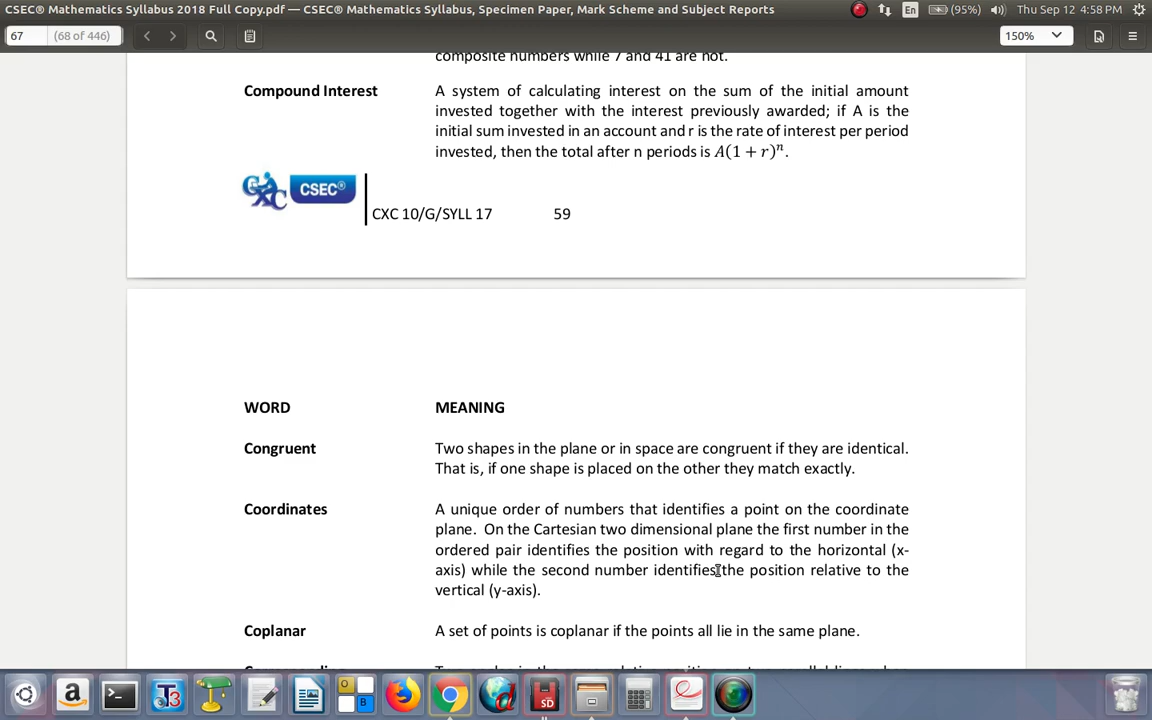 CSEC® Mathematics Syllabus 2018 Full Copy.pdf — CSEC® Mathematics Syllabus, Specimen Paper, Mark Scheme and Subject Reports
En (95%) Thu Sep 12 4:58 PM
67 (68 of 446) 150%
composite numbers while 7 and 41 are not.
Compound Interest A system of calculating interest on the sum of the initial amount
invested together with the interest previously awarded; if A is the
initial sum invested in an account and r is the rate of interest per period
invested, then the total after n periods is A(1 + r)ⁿ.
CXC CSEC®
CXC 10/G/SYLL 17 59
WORD MEANING
Congruent Two shapes in the plane or in space are congruent if they are identical.
That is, if one shape is placed on the other they match exactly.
Coordinates A unique order of numbers that identifies a point on the coordinate
plane. On the Cartesian two dimensional plane the first number in the
ordered pair identifies the position with regard to the horizontal (x-
axis) while the second number identifies the position relative to the
vertical (y-axis).
Coplanar A set of points is coplanar if the points all lie in the same plane.
a T3 O B SD